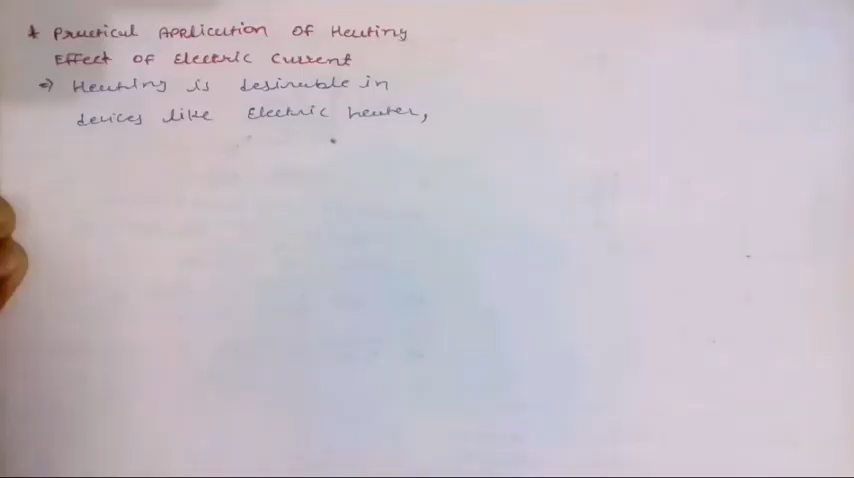 * Practical Application of Heating
Effect of Electric Current
⇒ Heating is desirable in
devices like Electric heater,